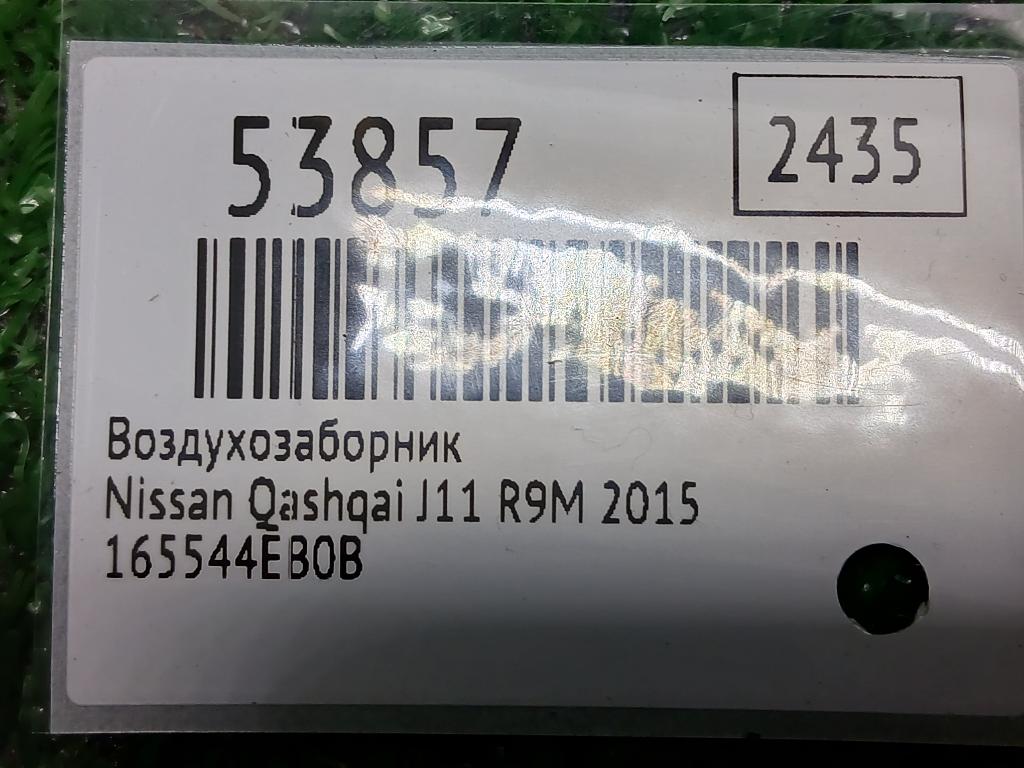 53857
2435
Воздухозаборник
Nissan Qashqai J11 R9M 2015
165544EB0B